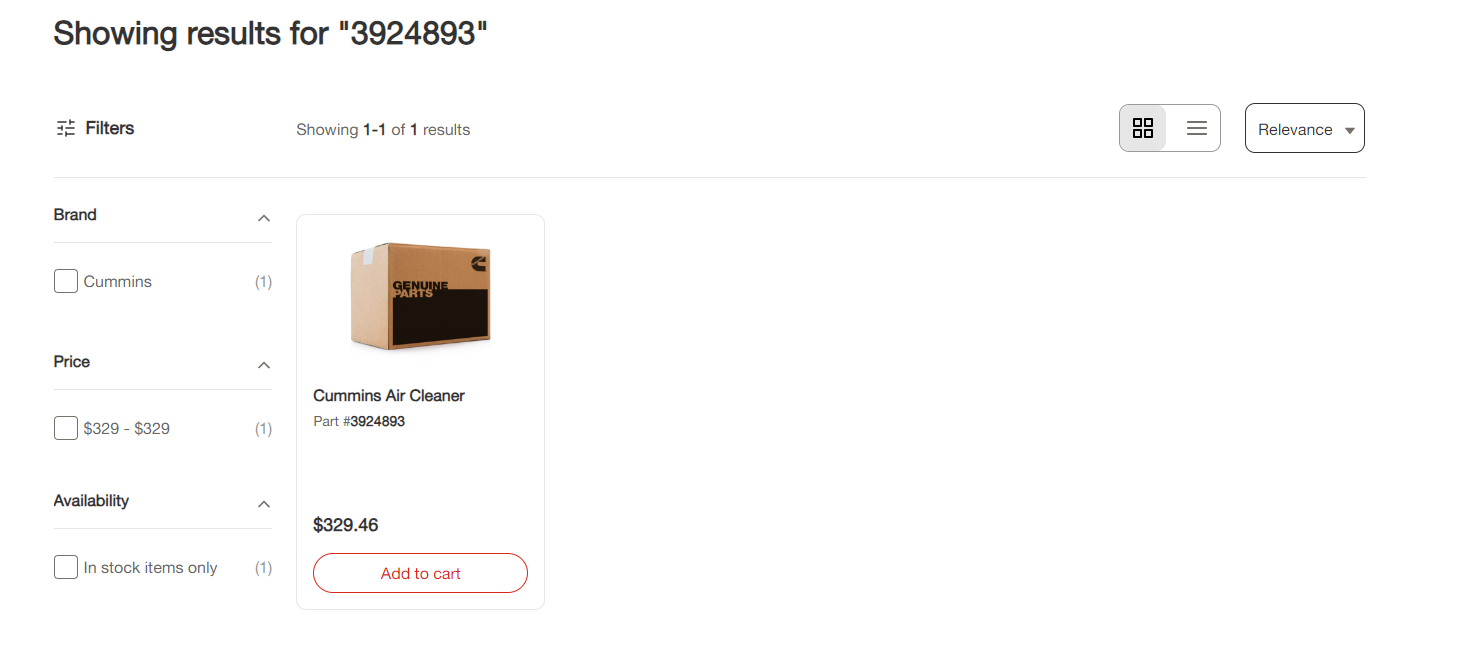 Showing results for "3924893"
Filters
Showing 1-1 of 1 results
Relevance
Brand
Cummins (1)
Price
$329 - $329 (1)
Availability
In stock items only (1)
GENUINE
PARTS
Cummins Air Cleaner
Part #3924893
$329.46
Add to cart